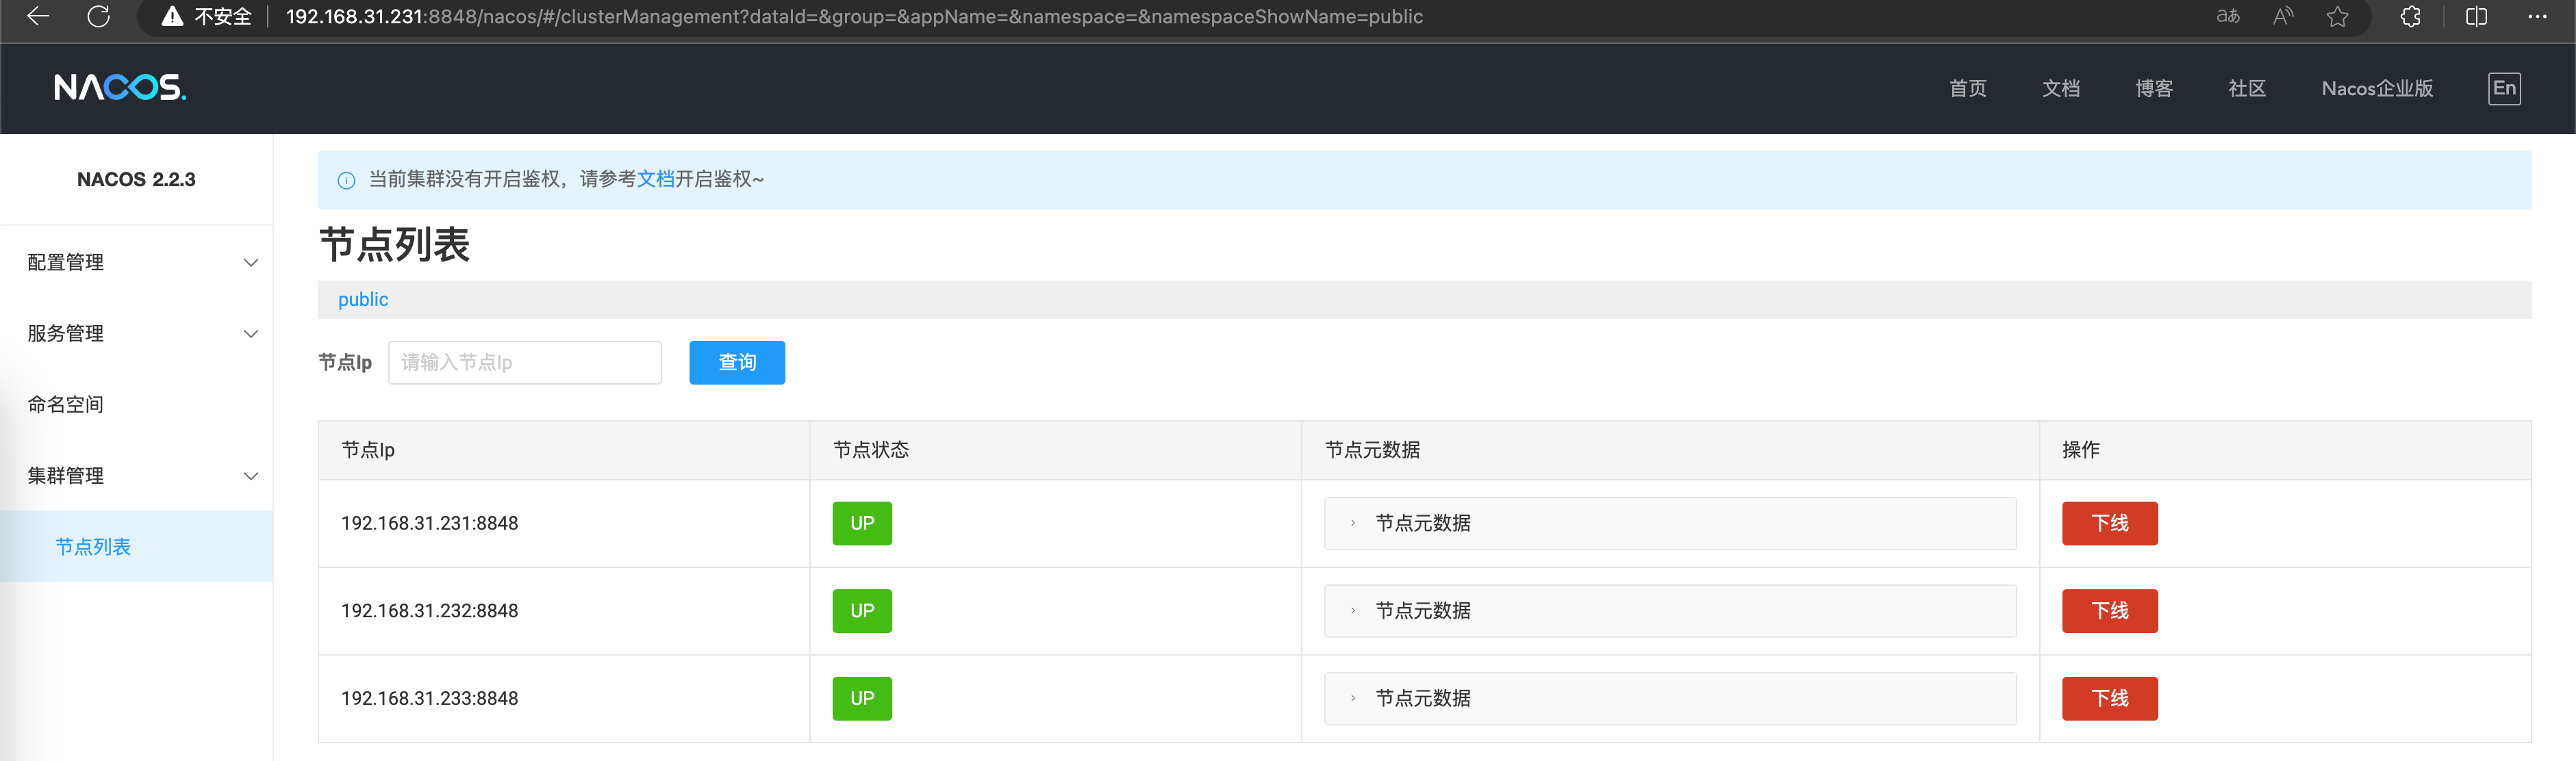 不安全 192.168.31.231:8848/nacos/#/clusterManagement?dataId=&group=&appName=&namespace=&namespaceShowName=public
NACOS. 首页 文档 博客 社区 Nacos企业版 En
NACOS 2.2.3
配置管理
服务管理
命名空间
集群管理
节点列表
当前集群没有开启鉴权，请参考文档开启鉴权~
节点列表
public
节点Ip 请输入节点Ip 查询
节点Ip 节点状态 节点元数据 操作
192.168.31.231:8848 UP 节点元数据 下线
192.168.31.232:8848 UP 节点元数据 下线
192.168.31.233:8848 UP 节点元数据 下线